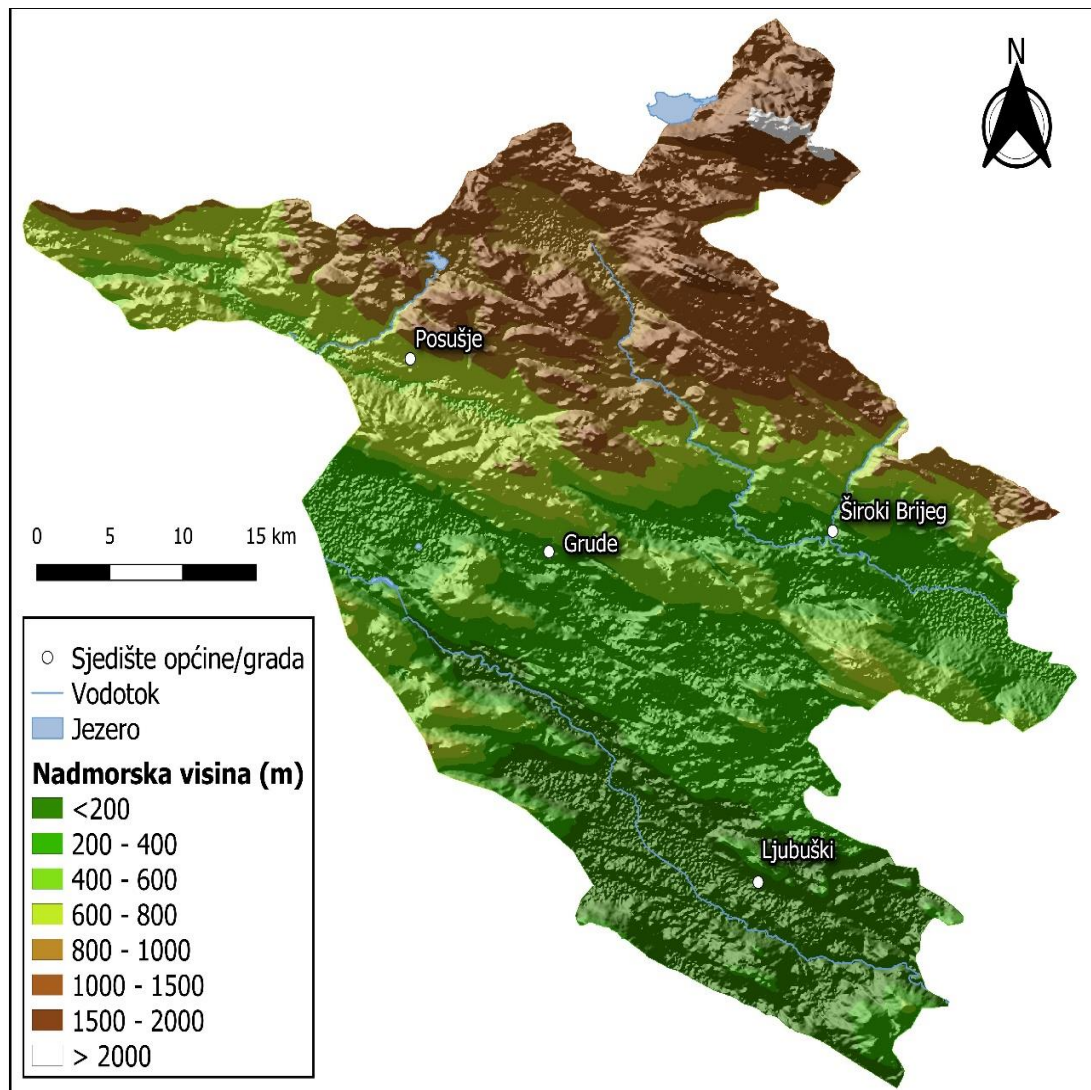 N
Posušje
Široki Brijeg
Grude
0 5 10 15 km
Ljubuški
Sjedište općine/grada
Vodotok
Jezero
Nadmorska visina (m)
<200
200 - 400
400 - 600
600 - 800
800 - 1000
1000 - 1500
1500 - 2000
> 2000